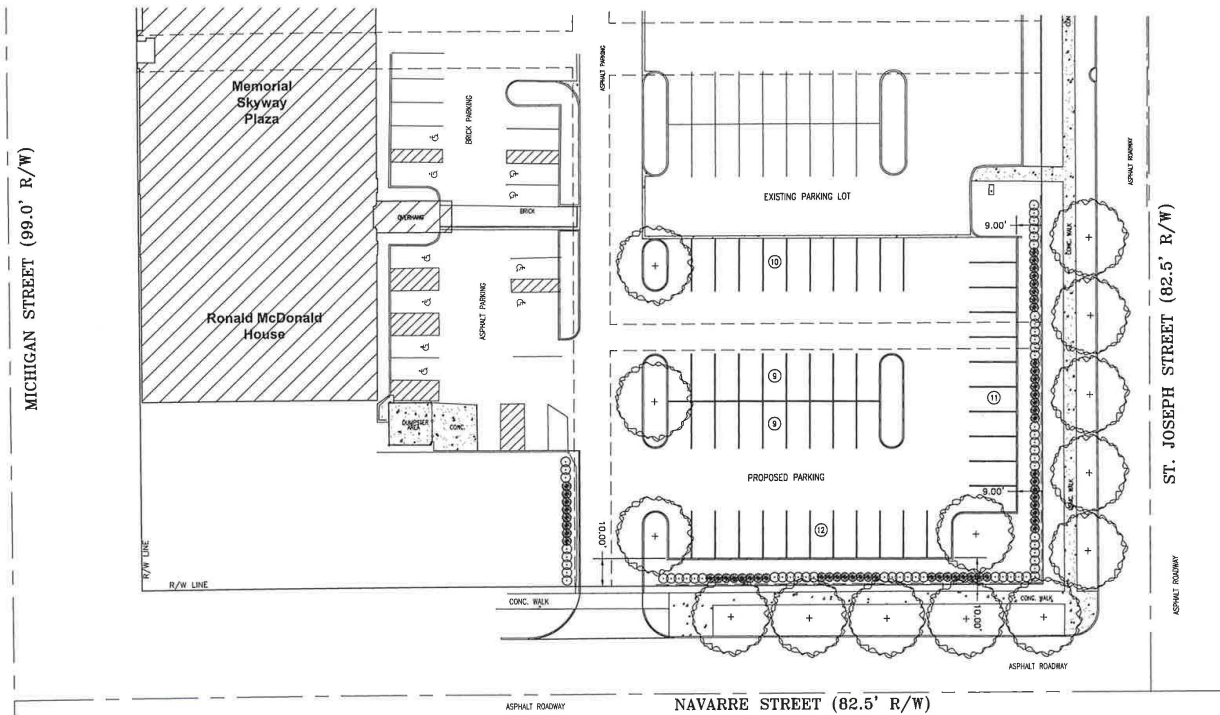 MICHIGAN STREET (99.0' R/W)
Memorial
Skyway
Plaza
Ronald McDonald
House
BRICK PARKING
OVERHANG
BRICK
ASPHALT PARKING
DUMPSTER
AREA
CONC.
R/W LINE
R/W LINE
CONC. WALK
ASPHALT PARKING
EXISTING PARKING LOT
9.00'
10
9
9
11
PROPOSED PARKING
9.00'
12
10.00'
10.00'
CONC. WALK
CONC. WALK
CONC. WALK
ASPHALT ROADWAY
ST. JOSEPH STREET (82.5' R/W)
ASPHALT ROADWAY
ASPHALT ROADWAY
ASPHALT ROADWAY
NAVARRE STREET (82.5' R/W)